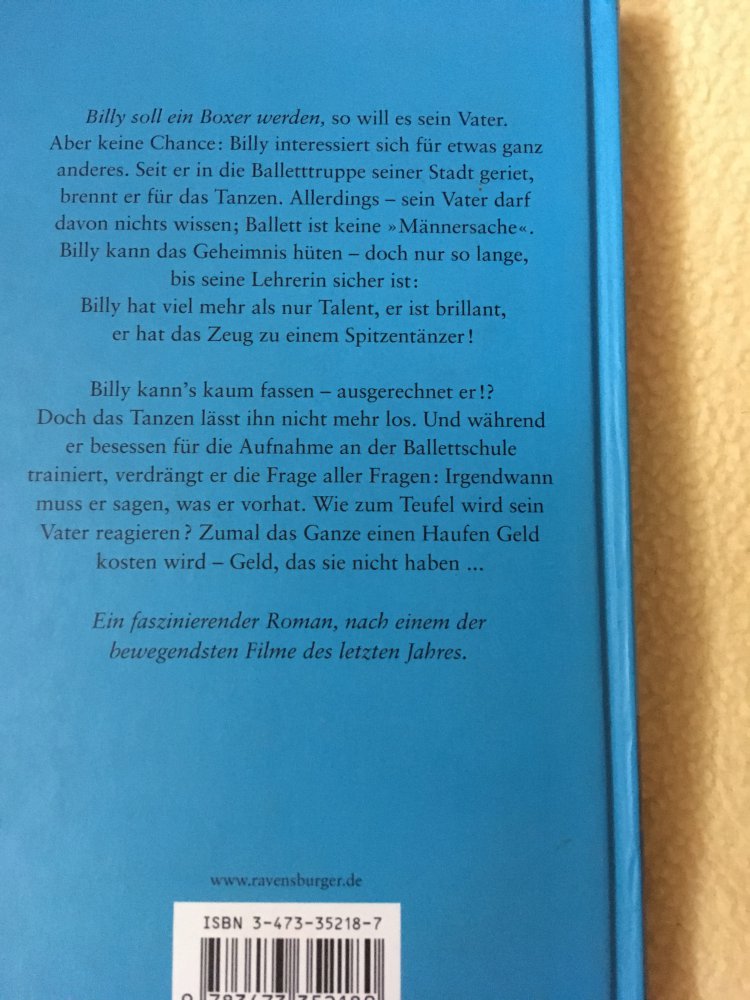 Billy soll ein Boxer werden, so will es sein Vater.
Aber keine Chance: Billy interessiert sich für etwas ganz
anderes. Seit er in die Balletttruppe seiner Stadt geriet,
brennt er für das Tanzen. Allerdings – sein Vater darf
davon nichts wissen; Ballett ist keine »Männersache«.
Billy kann das Geheimnis hüten – doch nur so lange,
bis seine Lehrerin sicher ist:
Billy hat viel mehr als nur Talent, er ist brillant,
er hat das Zeug zu einem Spitzentänzer!
Billy kann's kaum fassen – ausgerechnet er!?
Doch das Tanzen lässt ihn nicht mehr los. Und während
er besessen für die Aufnahme an der Ballettschule
trainiert, verdrängt er die Frage aller Fragen: Irgendwann
muss er sagen, was er vorhat. Wie zum Teufel wird sein
Vater reagieren? Zumal das Ganze einen Haufen Geld
kosten wird – Geld, das sie nicht haben ...
Ein faszinierender Roman, nach einem der
bewegendsten Filme des letzten Jahres.
www.ravensburger.de
ISBN 3-473-35218-7